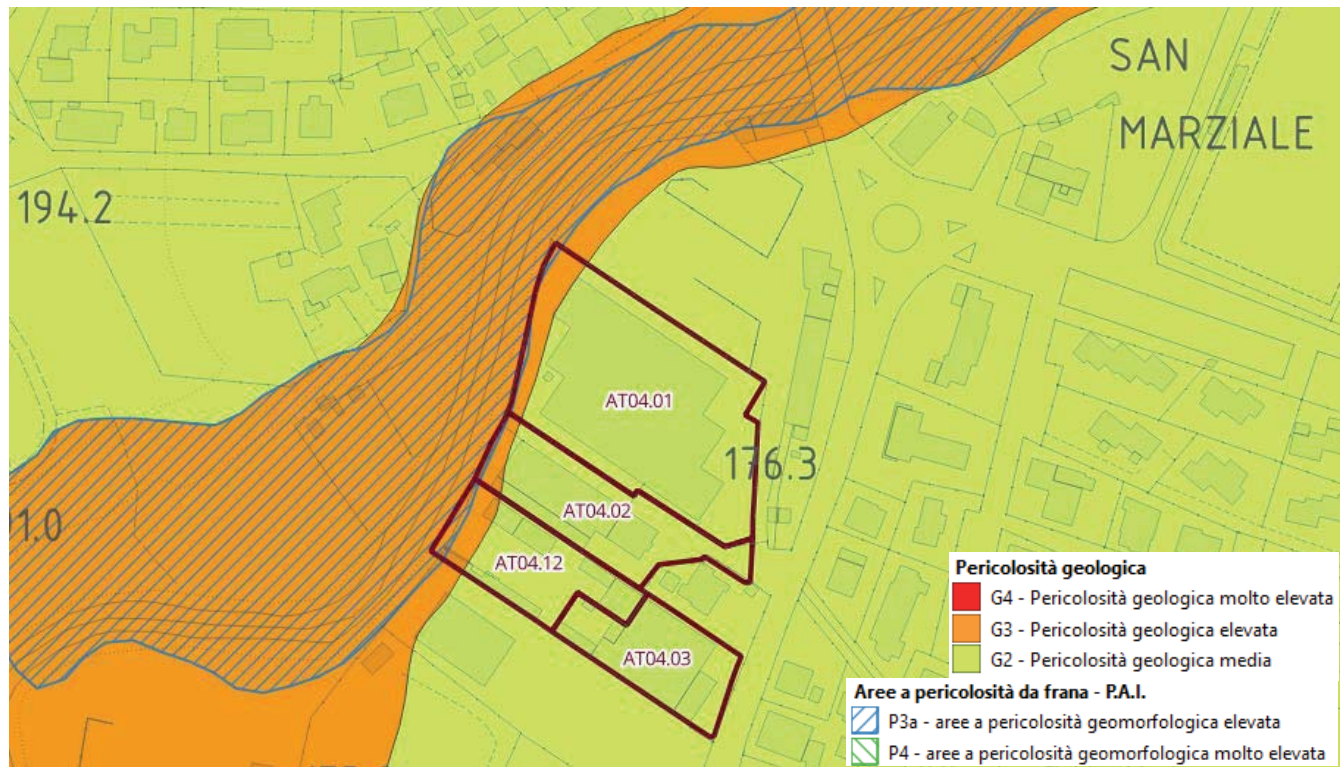 SAN
MARZIALE
194.2
AT04.01
176.3
AT04.02
1.0
AT04.12
AT04.03
Pericolosità geologica
G4 - Pericolosità geologica molto elevata
G3 - Pericolosità geologica elevata
G2 - Pericolosità geologica media
Aree a pericolosità da frana - P.A.I.
P3a - aree a pericolosità geomorfologica elevata
P4 - aree a pericolosità geomorfologica molto elevata